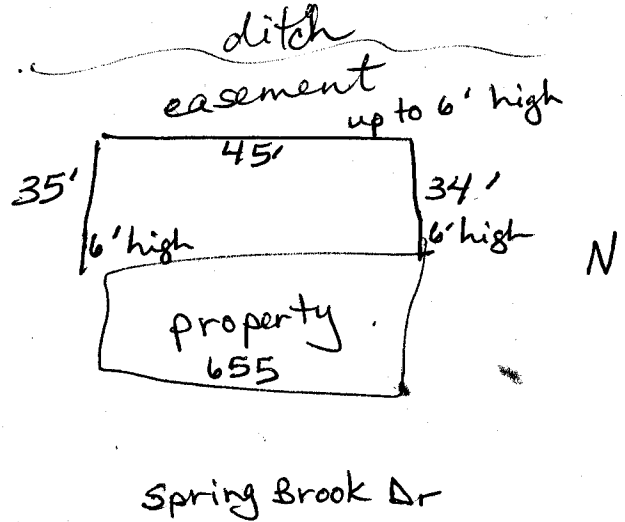 ditch
easement
up to 6' high
45'
35'
34'
6' high
6' high
N
property
655
Spring Brook Dr